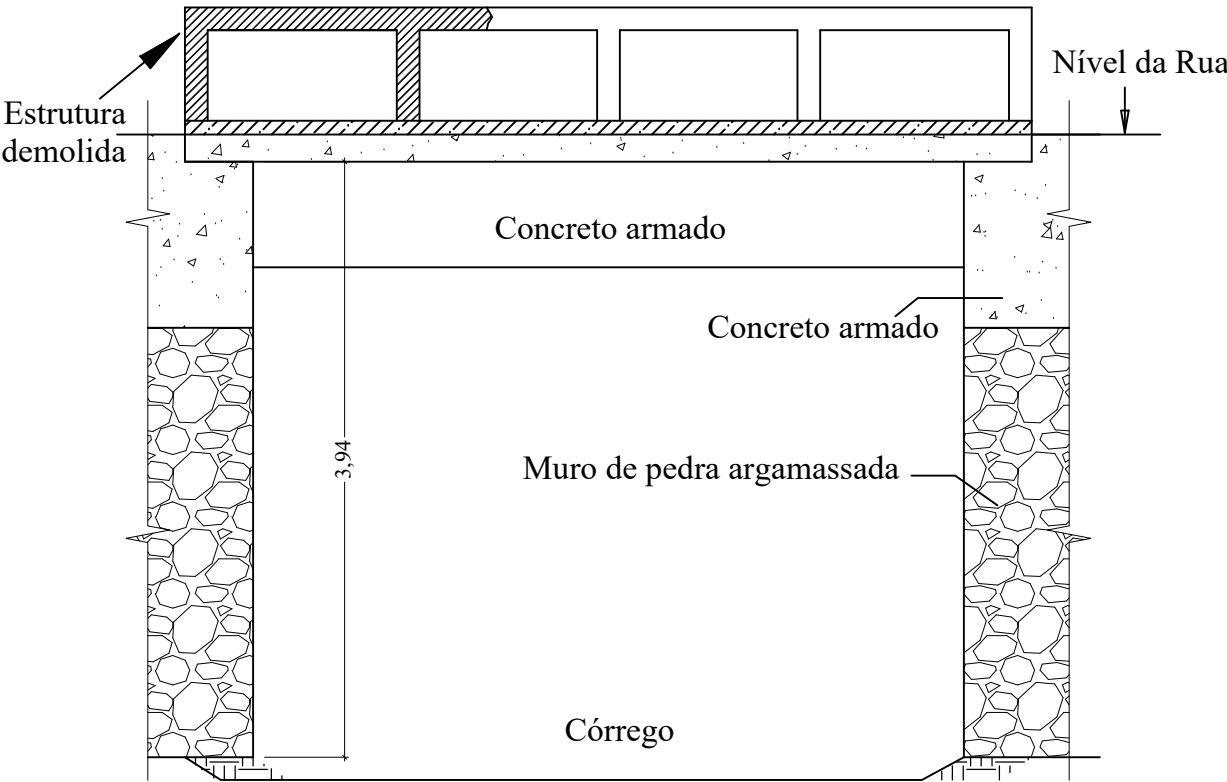 Nível da Rua
Estrutura
demolida
Concreto armado
Concreto armado
3,94
Muro de pedra argamassada
Córrego